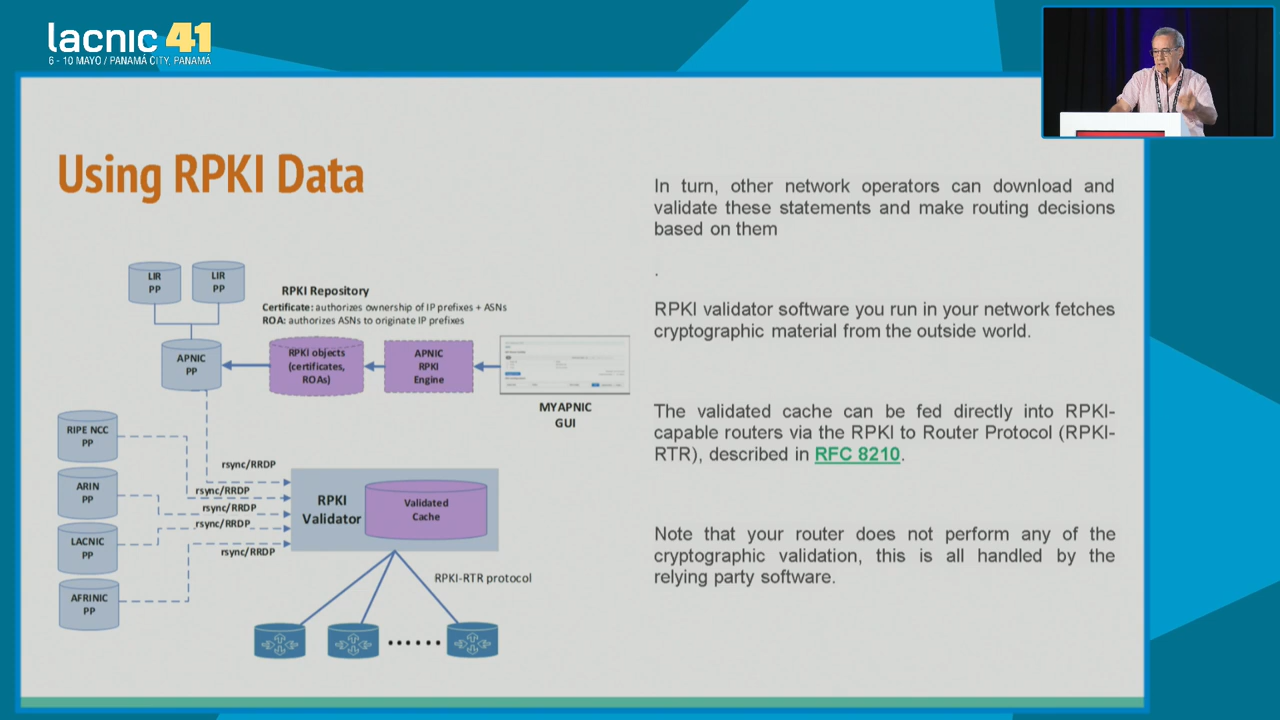 lacnic 41
6 - 10 MAYO / PANAMÁ CITY, PANAMÁ
Using RPKI Data
LIR
PP
LIR
PP
RPKI Repository
Certificate: authorizes ownership of IP prefixes + ASNs
ROA: authorizes ASNs to originate IP prefixes
APNIC
PP
RPKI objects
(certificates,
ROAs)
APNIC
RPKI
Engine
MYAPNIC
GUI
RIPE NCC
PP
ARIN
PP
LACNIC
PP
AFRINIC
PP
rsync/RRDP
rsync/RRDP
rsync/RRDP
rsync/RRDP
rsync/RRDP
RPKI
Validator
Validated
Cache
RPKI-RTR protocol
In turn, other network operators can download and
validate these statements and make routing decisions
based on them
.
RPKI validator software you run in your network fetches
cryptographic material from the outside world.
The validated cache can be fed directly into RPKI-
capable routers via the RPKI to Router Protocol (RPKI-
RTR), described in RFC 8210.
Note that your router does not perform any of the
cryptographic validation, this is all handled by the
relying party software.